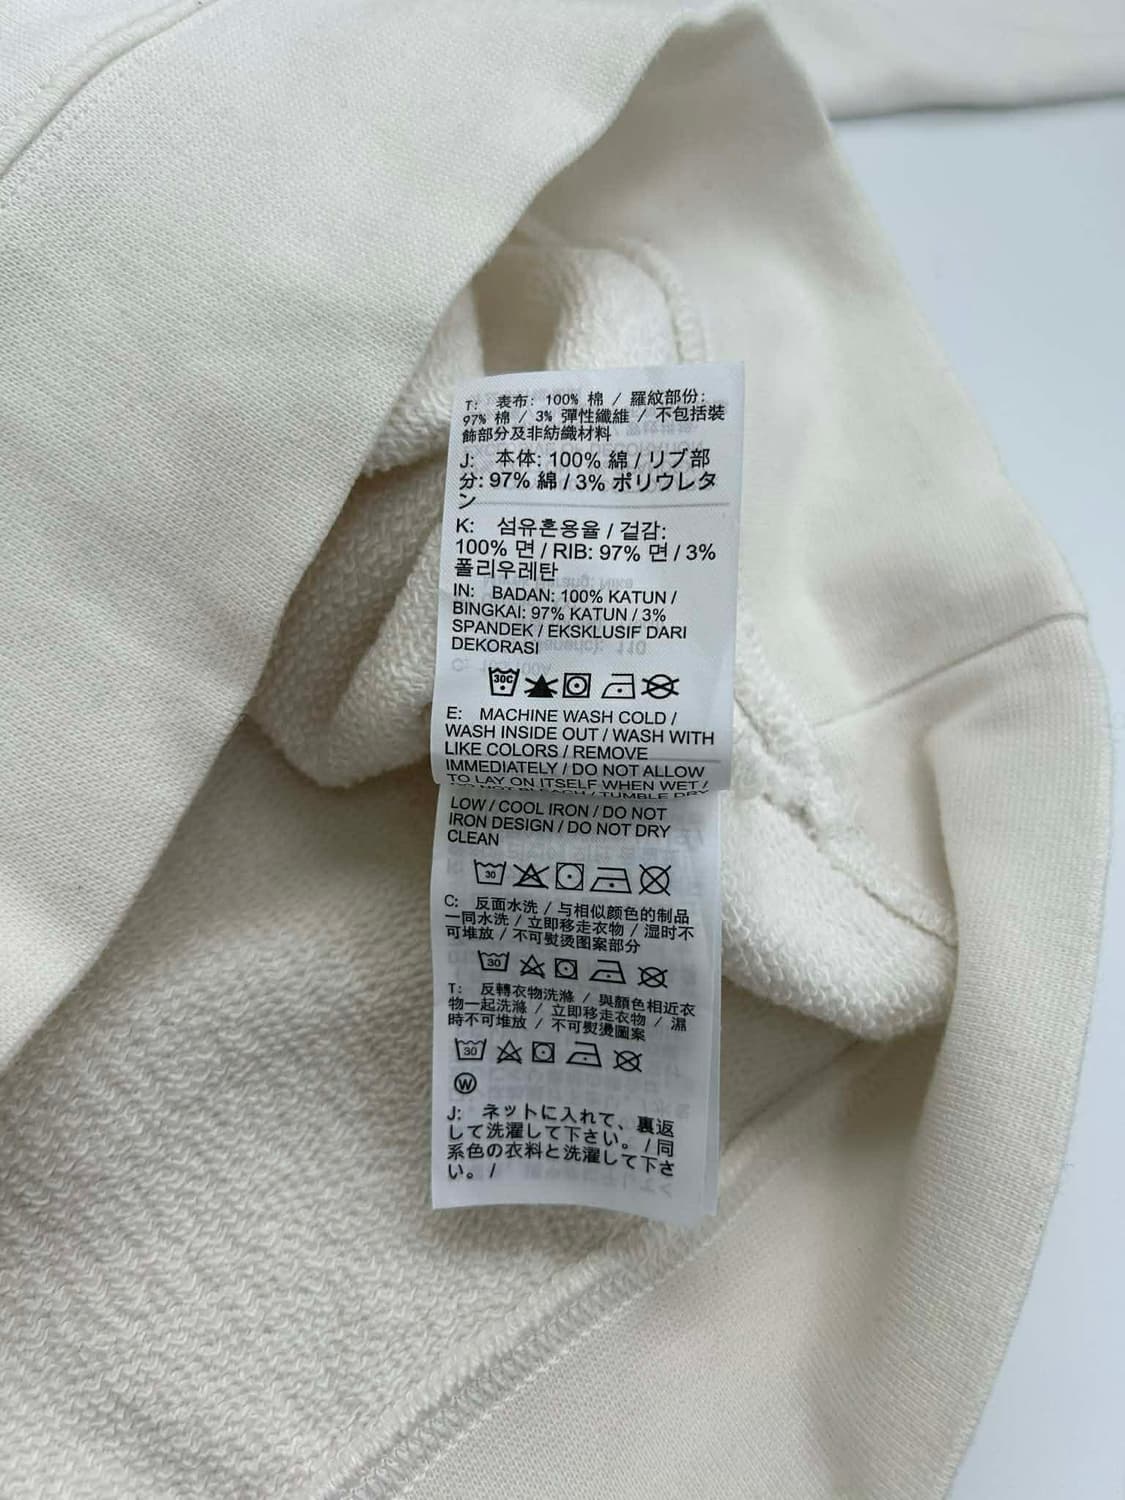 T: 表布: 100% 棉 / 羅紋部份:
97% 棉 / 3% 彈性纖維 / 不包括裝
飾部分及非紡織材料
J: 本体: 100% 綿 / リブ部
分: 97% 綿 / 3% ポリウレタ
ン
K: 섬유혼용율 / 겉감:
100% 면 / RIB: 97% 면 / 3%
폴리우레탄
IN: BADAN: 100% KATUN /
BINGKAI: 97% KATUN / 3%
SPANDEK / EKSKLUSIF DARI
DEKORASI
30C
E: MACHINE WASH COLD /
WASH INSIDE OUT / WASH WITH
LIKE COLORS / REMOVE
IMMEDIATELY / DO NOT ALLOW
TO LAY ON ITSELF WHEN WET /
DO NOT BLEACH / TUMBLE DRY
LOW / COOL IRON / DO NOT
IRON DESIGN / DO NOT DRY
CLEAN
30
C: 反面水洗 / 与相似颜色的制品
一同水洗 / 立即移走衣物 / 湿时不
可堆放 / 不可熨烫图案部分
30
T: 反轉衣物洗滌 / 與顏色相近衣
物一起洗滌 / 立即移走衣物 / 濕
時不可堆放 / 不可熨燙圖案
30
W
J: ネットに入れて、裏返
して洗濯して下さい。 / 同
系色の衣料と洗濯して下さ
い。 /